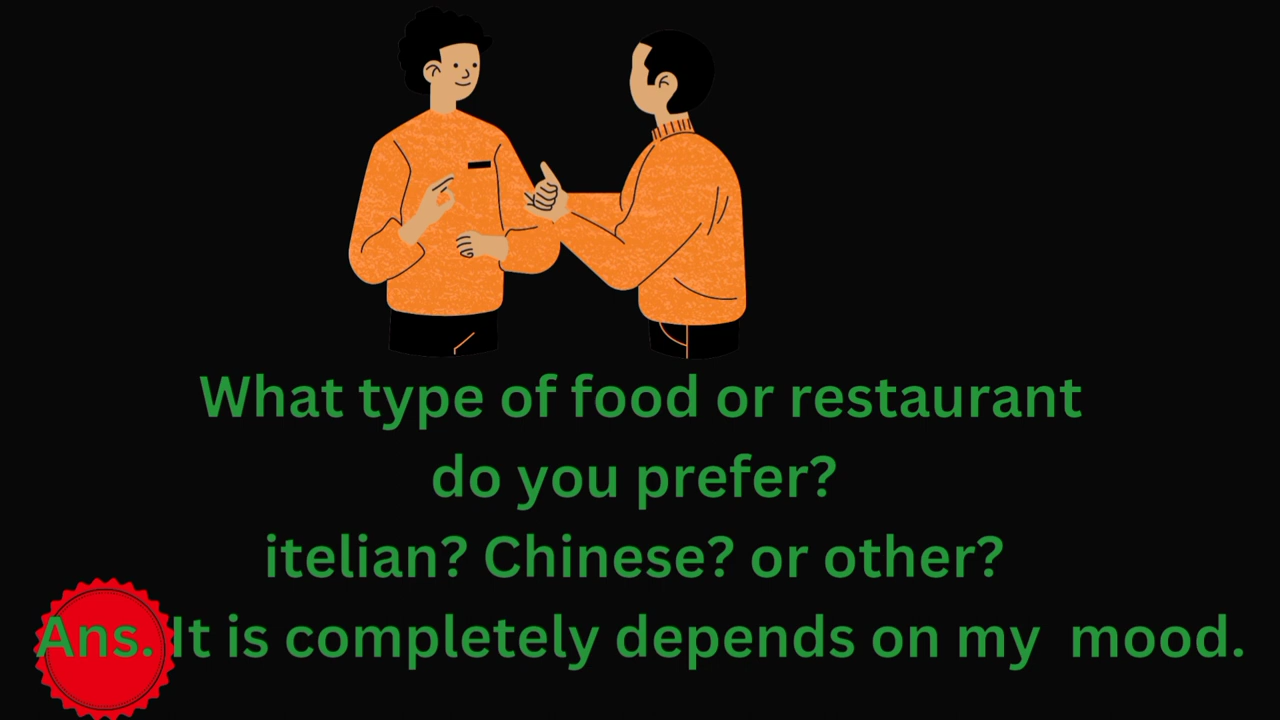 What type of food or restaurant
do you prefer?
itelian? Chinese? or other?
Ans. It is completely depends on my mood.